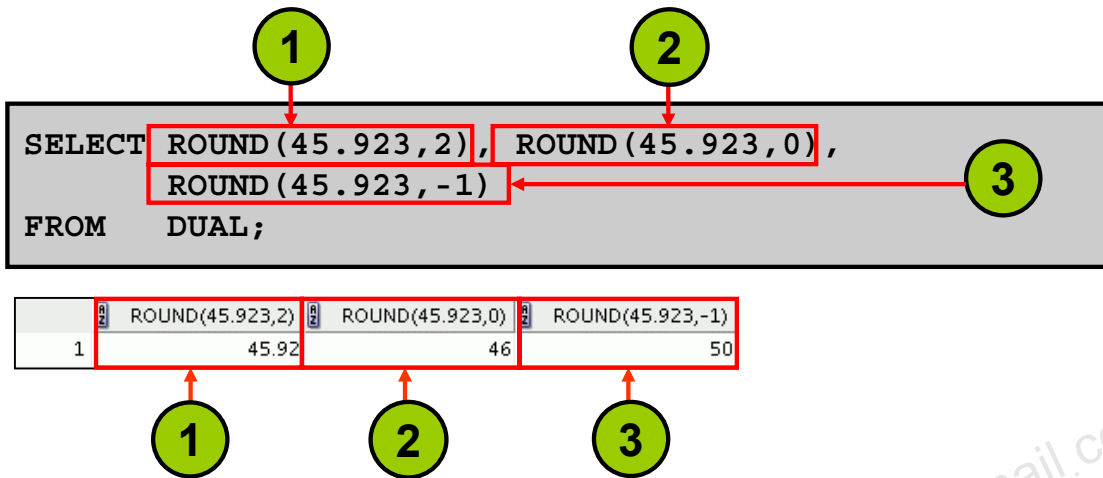 1 2
SELECT ROUND(45.923,2), ROUND(45.923,0),
ROUND(45.923,-1) 3
FROM DUAL;
ROUND(45.923,2) ROUND(45.923,0) ROUND(45.923,-1)
1 45.92 46 50
1 2 3